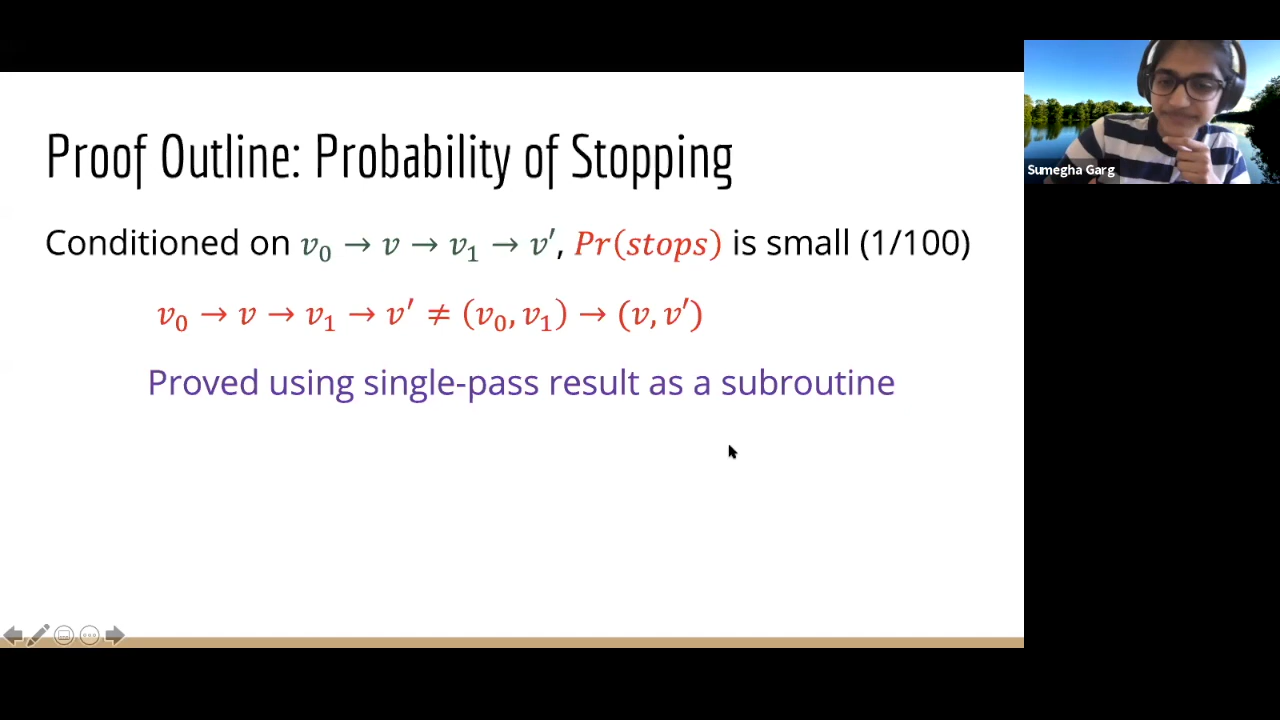 Proof Outline: Probability of Stopping
Conditioned on v₀ → v → v₁ → v′, Pr(stops) is small (1/100)
v₀ → v → v₁ → v′ ≠ (v₀, v₁) → (v, v′)
Proved using single-pass result as a subroutine
Sumegha Garg